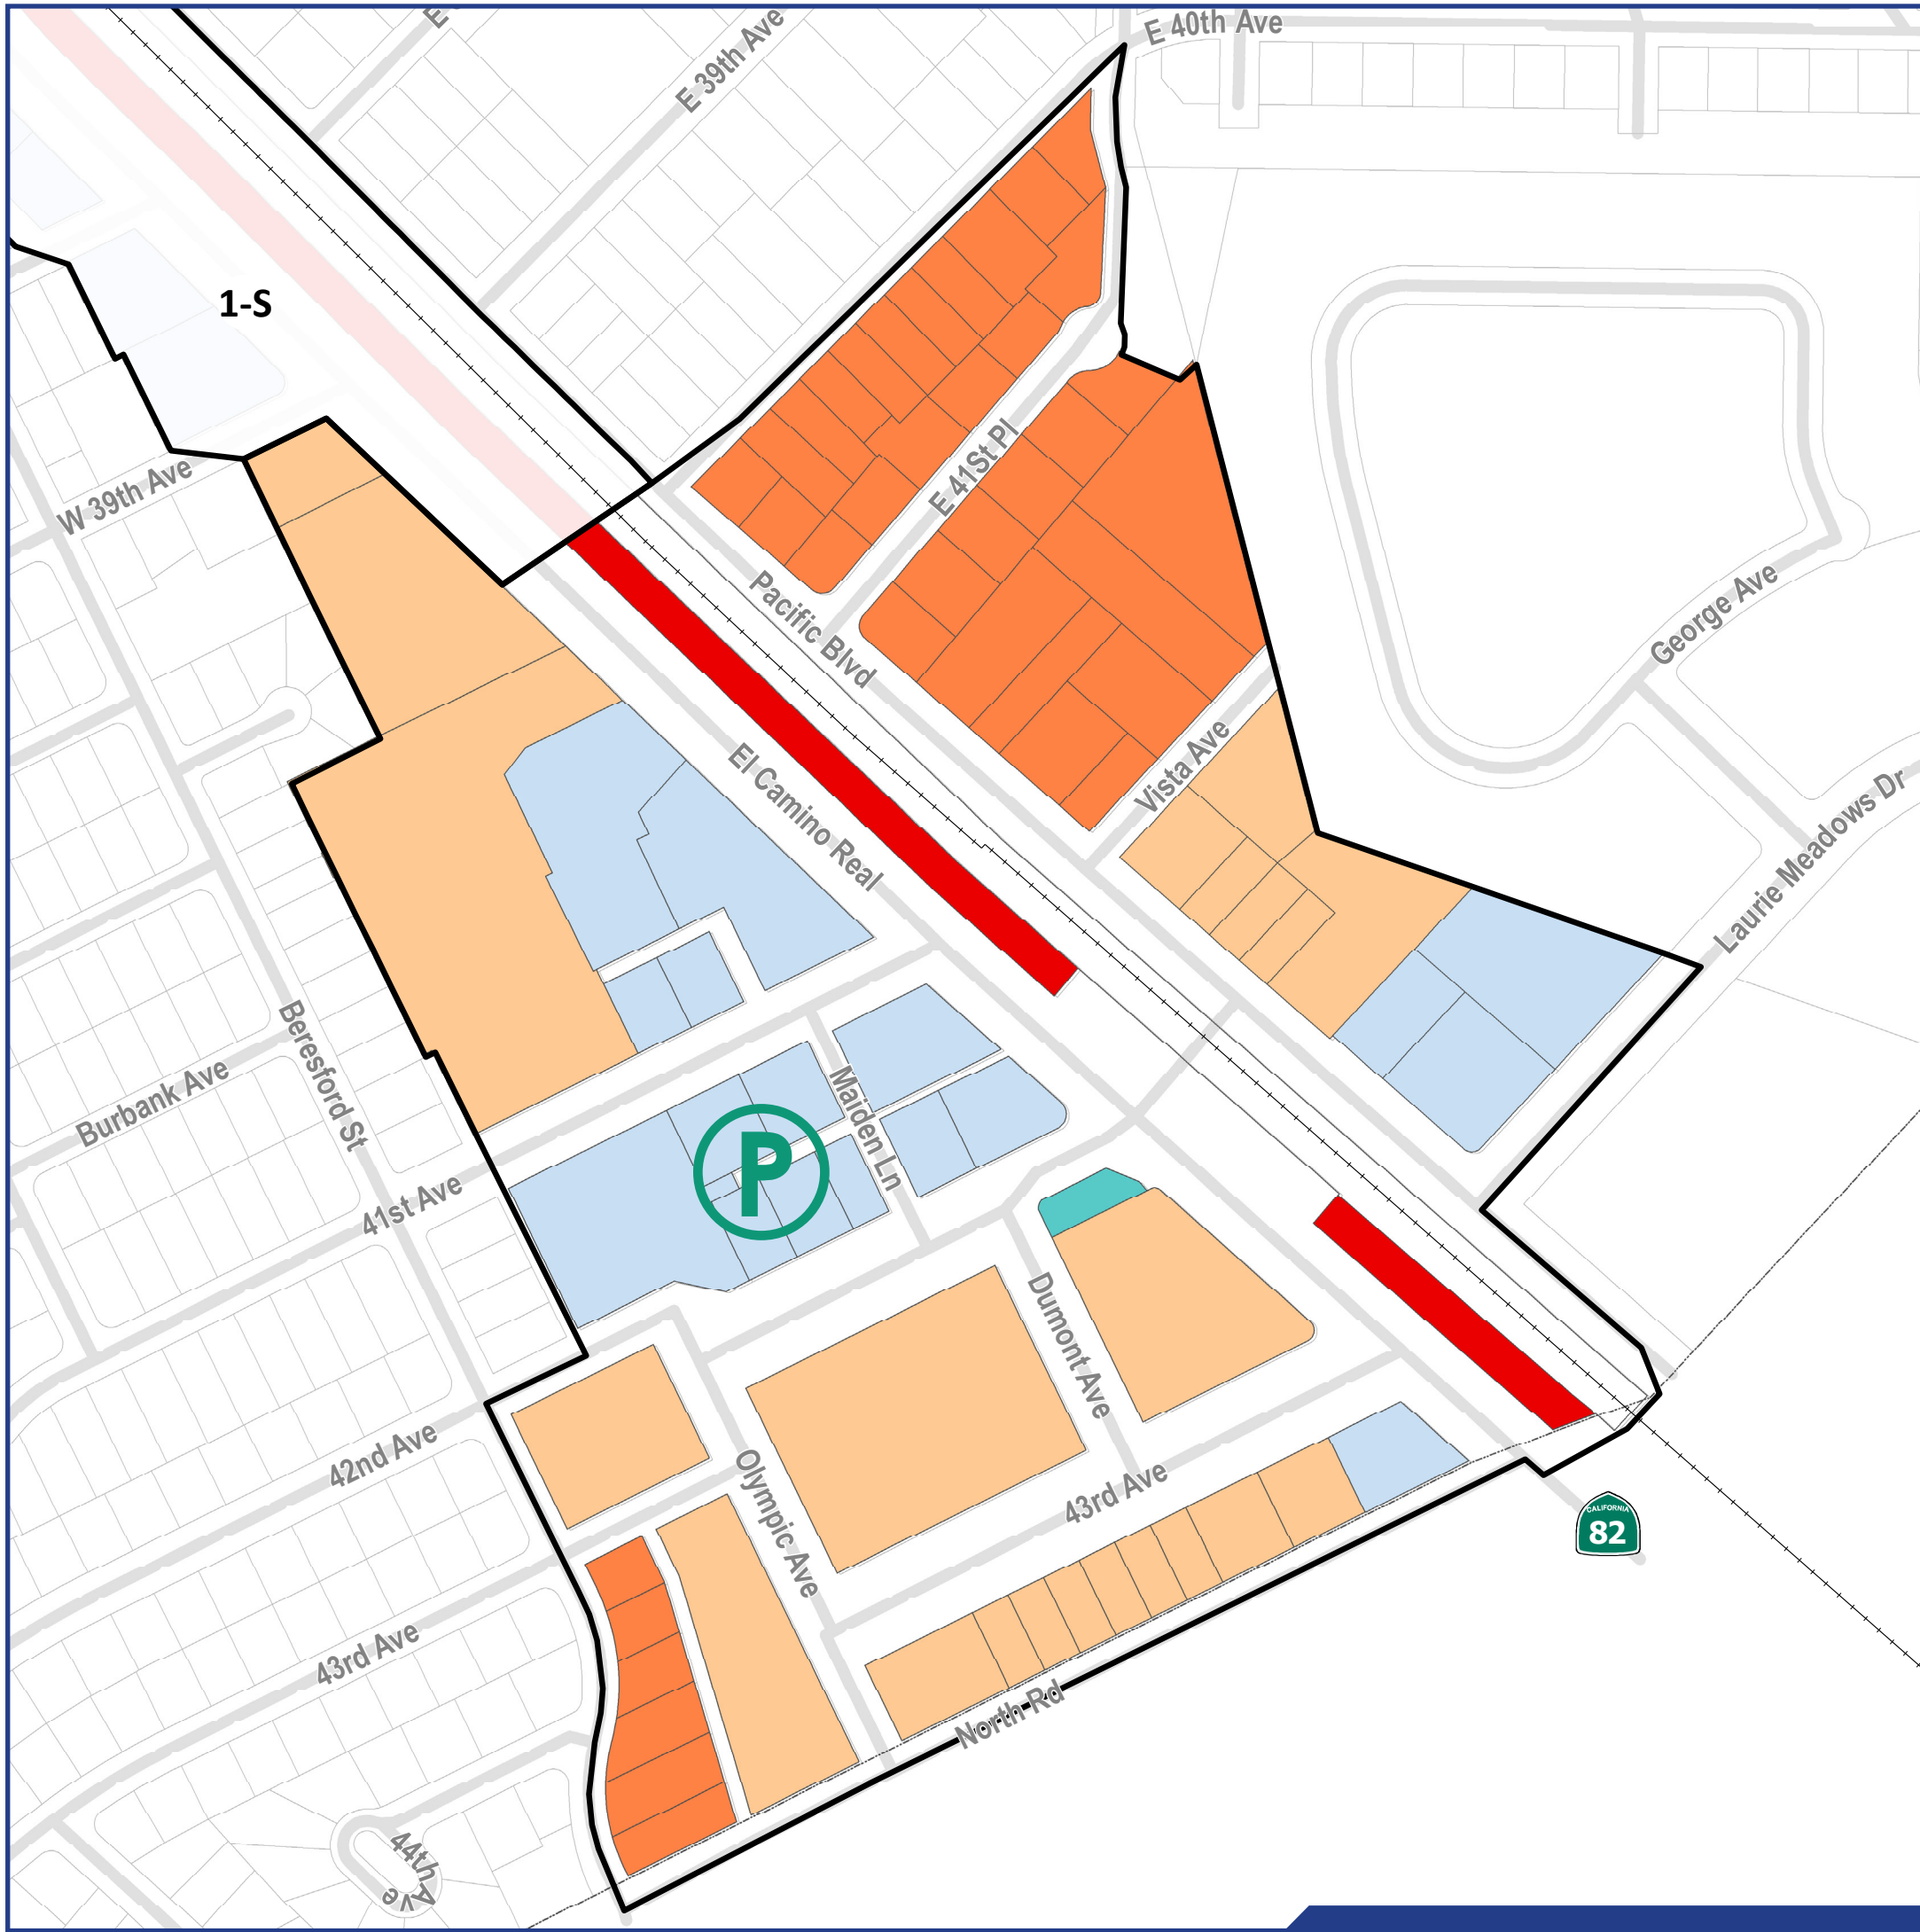 E
E 39th Ave
E 40th Ave
1-S
W 39th Ave
E 41St Pl
Pacific Blvd
George Ave
Vista Ave
El Camino Real
Laurie Meadows Dr
Beresford St
Burbank Ave
Maiden Ln
P
41st Ave
Dumont Ave
42nd Ave
Olympic Ave
43rd Ave
CALIFORNIA
82
43rd Ave
North Rd
44th
Ave